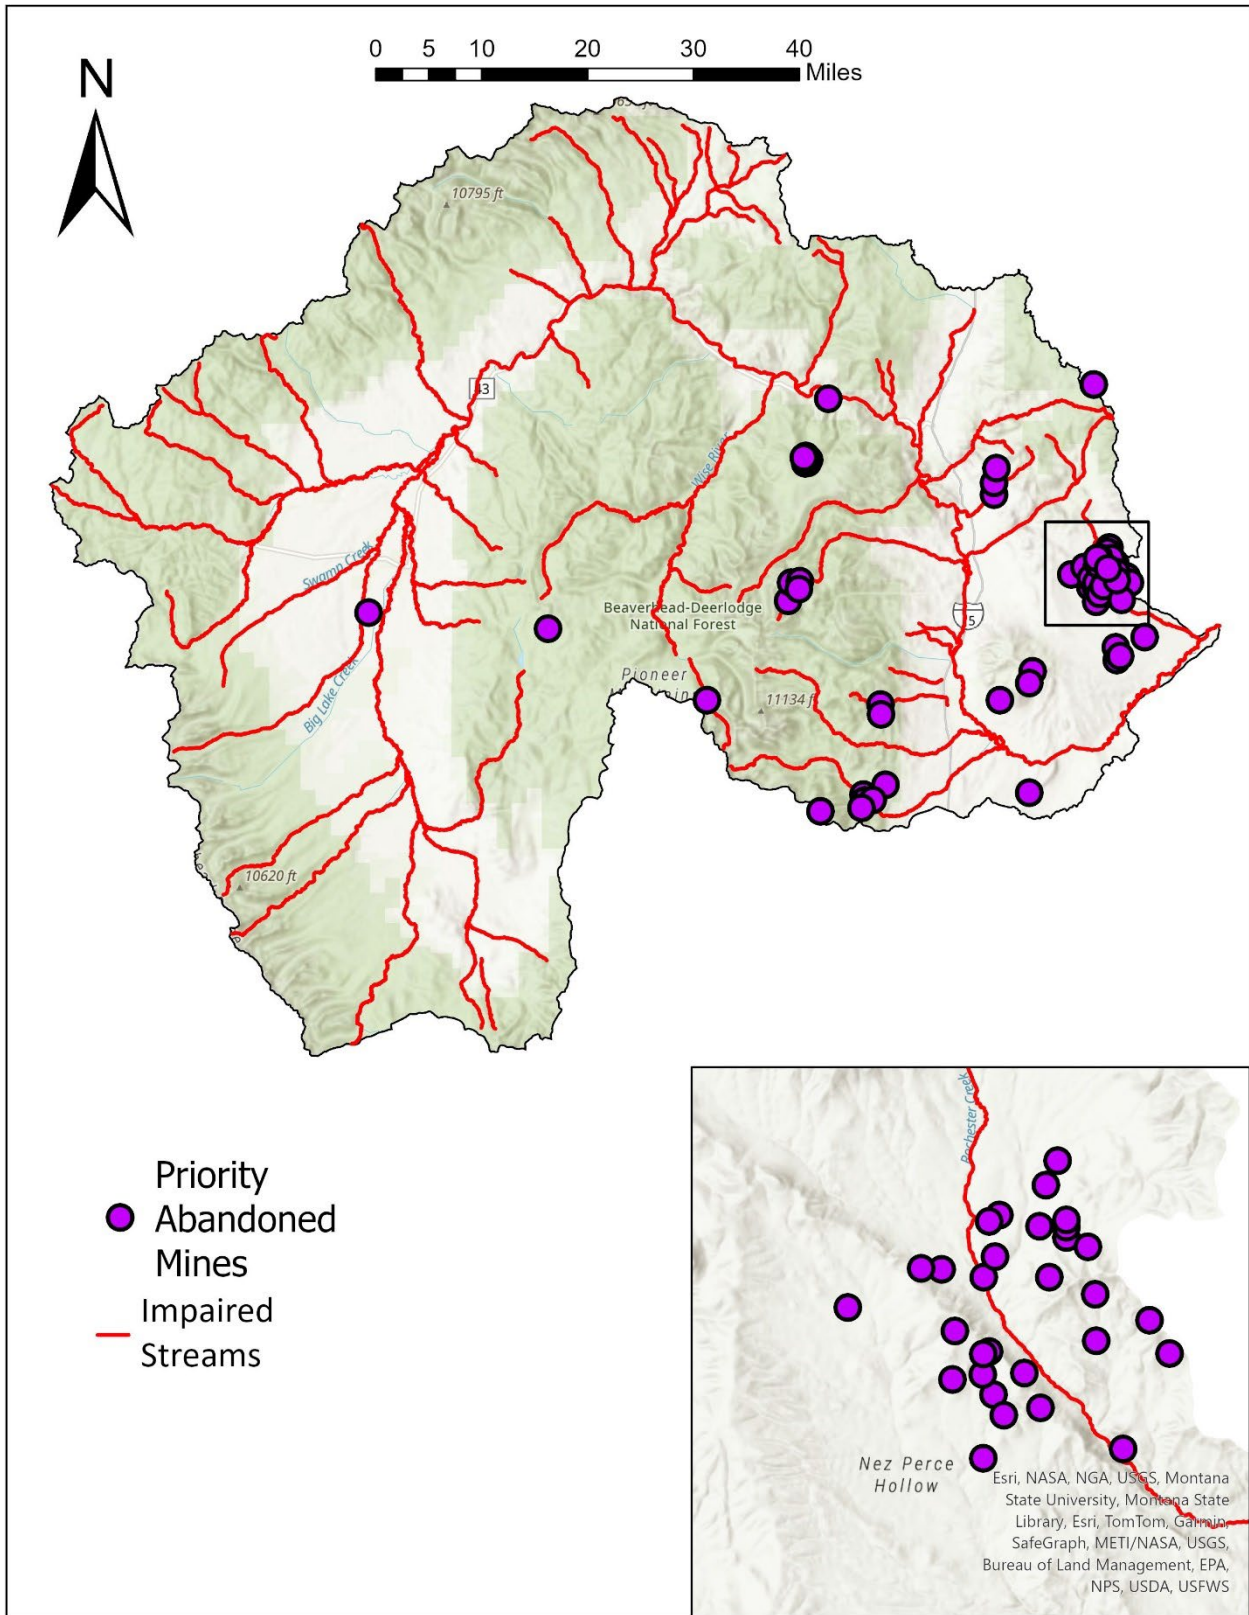 0 5 10 20 30 40
Miles
N
10795 ft
43
Wise River
Swamp Creek
Beaverhead-Deerlodge
National Forest
Big Lake Creek
Pioneer
11134 ft
10620 ft
Priority
Abandoned
Mines
Impaired
Streams
Rochester Creek
Nez Perce
Hollow
Esri, NASA, NGA, USGS, Montana
State University, Montana State
Library, Esri, TomTom, Garmin,
SafeGraph, METI/NASA, USGS,
Bureau of Land Management, EPA,
NPS, USDA, USFWS